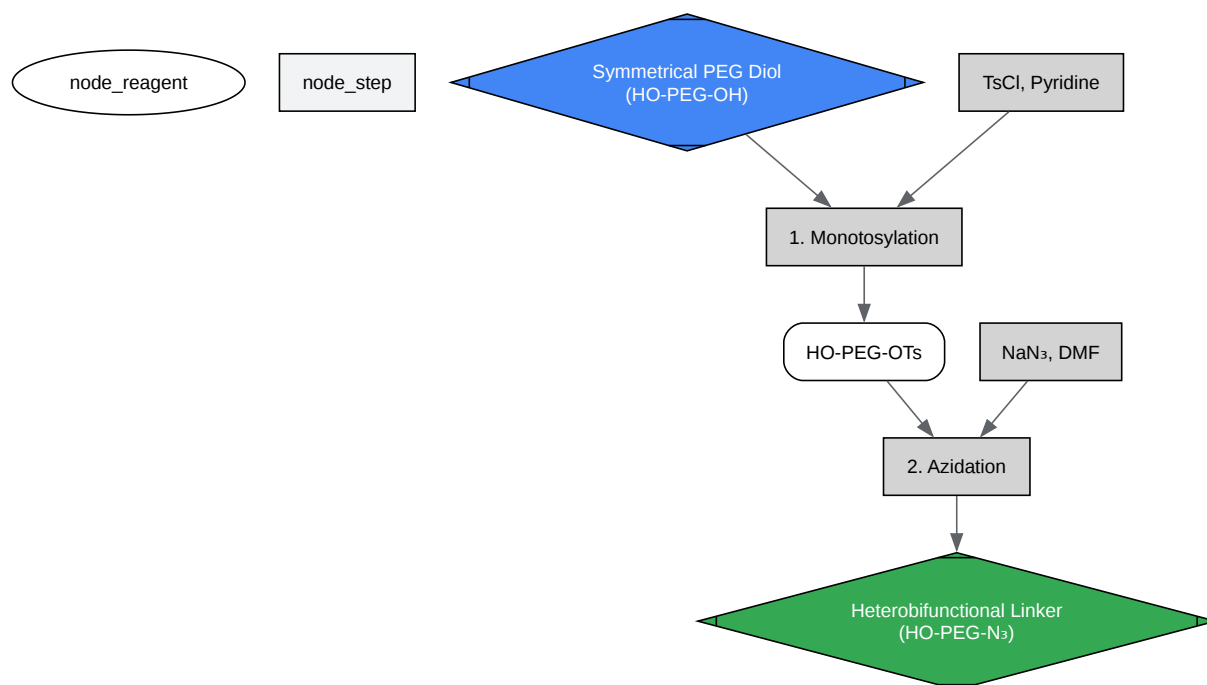 node_reagent
node_step
Symmetrical PEG Diol
(HO-PEG-OH)
TsCl, Pyridine
1. Monotosylation
HO-PEG-OTs
NaN₃, DMF
2. Azidation
Heterobifunctional Linker
(HO-PEG-N₃)